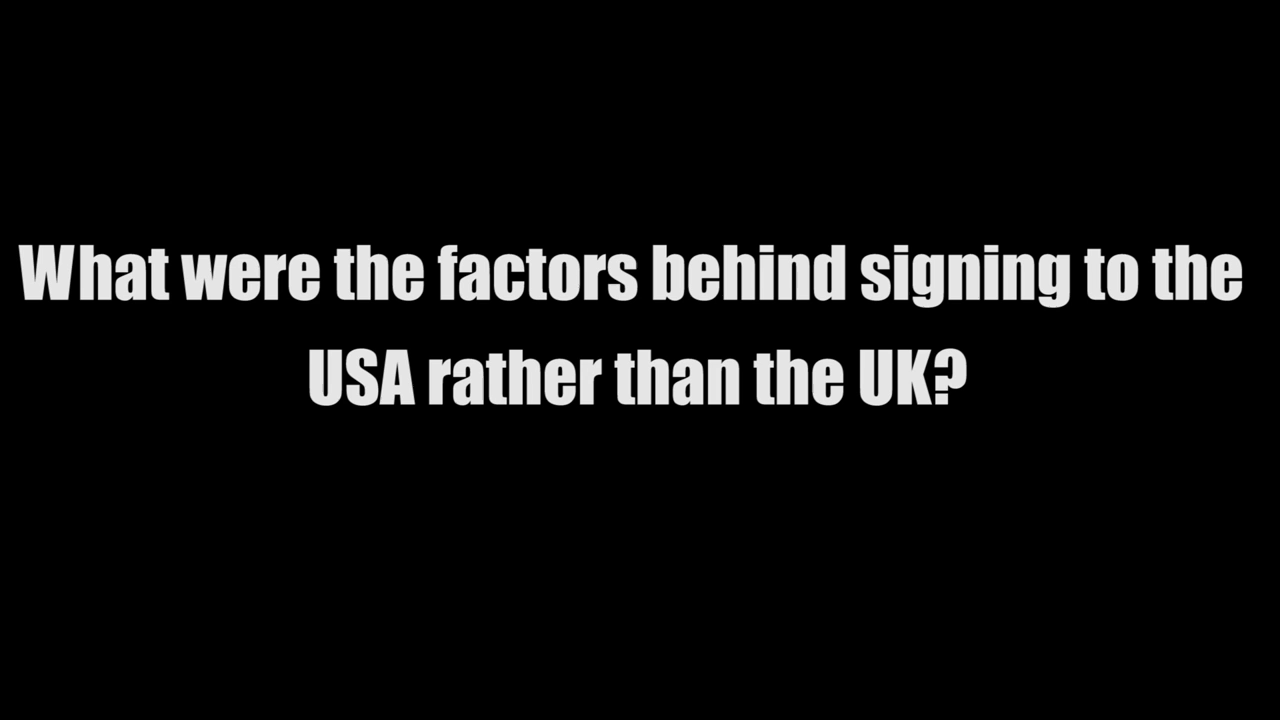 What were the factors behind signing to the
USA rather than the UK?